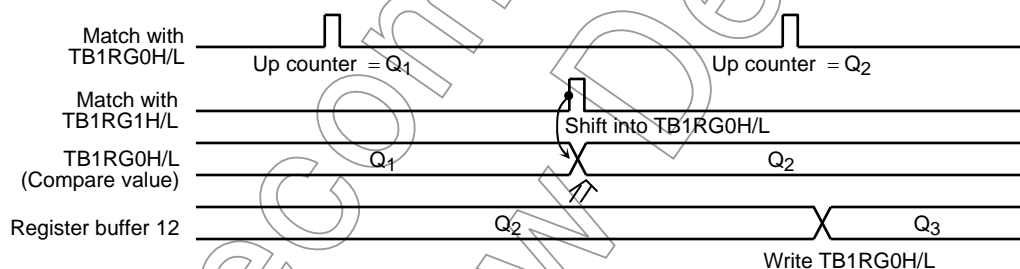 Match with
TB1RG0H/L
Up counter = Q1
Up counter = Q2
Match with
TB1RG1H/L
Shift into TB1RG0H/L
TB1RG0H/L
(Compare value)
Q1
Q2
Register buffer 12
Q2
Q3
Write TB1RG0H/L